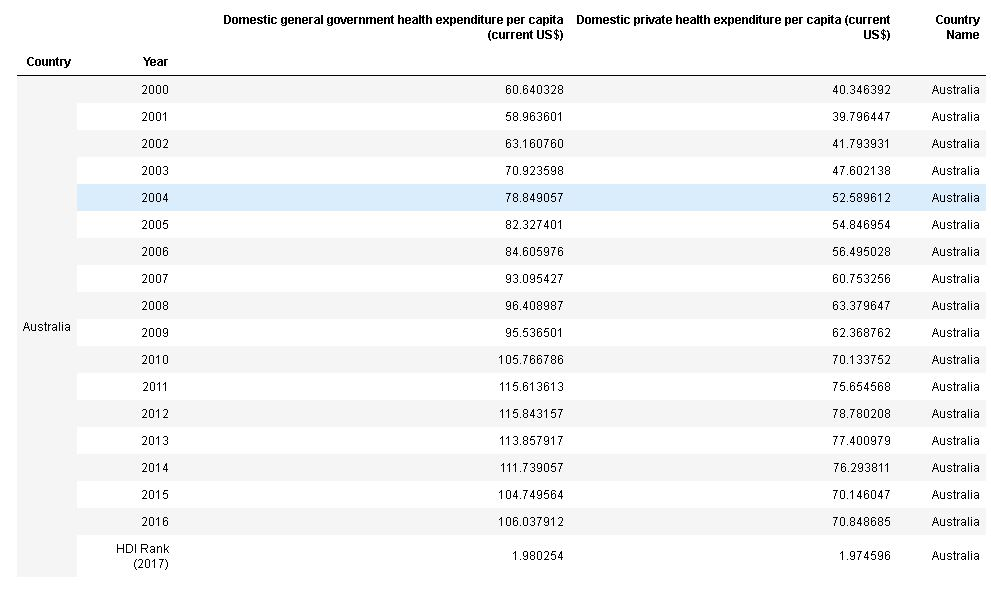 Domestic general government health expenditure per capita (current US$) Domestic private health expenditure per capita (current US$) Country Name
Country Year
2000 60.640328 40.346392 Australia
2001 58.963601 39.796447 Australia
2002 63.160760 41.793931 Australia
2003 70.923598 47.602138 Australia
2004 78.849057 52.589612 Australia
2005 82.327401 54.846954 Australia
2006 84.605976 56.495028 Australia
2007 93.095427 60.753256 Australia
2008 96.408987 63.379647 Australia
Australia
2009 95.536501 62.368762 Australia
2010 105.766786 70.133752 Australia
2011 115.613613 75.654568 Australia
2012 115.843157 78.780208 Australia
2013 113.857917 77.400979 Australia
2014 111.739057 76.293811 Australia
2015 104.749564 70.146047 Australia
2016 106.037912 70.848685 Australia
HDI Rank (2017) 1.980254 1.974596 Australia